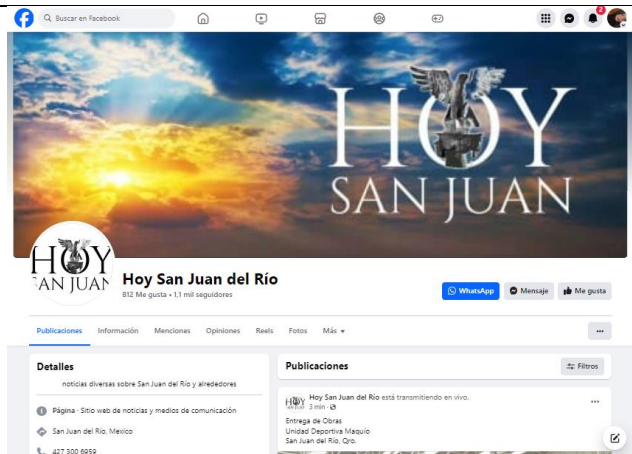 Buscar en Facebook
2
HOY
SAN JUAN
HOY
SAN JUAN
Hoy San Juan del Río
812 Me gusta • 1,1 mil seguidores
WhatsApp
Mensaje
Me gusta
Publicaciones Información Menciones Opiniones Reels Fotos Más
Detalles
noticias diversas sobre San Juan del Río y alrededores
Página · Sitio web de noticias y medios de comunicación
San Juan del Río, Mexico
427 300 6959
Publicaciones
Filtros
HOY
SAN JUAN
Hoy San Juan del Río está transmitiendo en vivo.
3 min ·
Entrega de Obras
Unidad Deportiva Maquío
San Juan del Río, Qro.